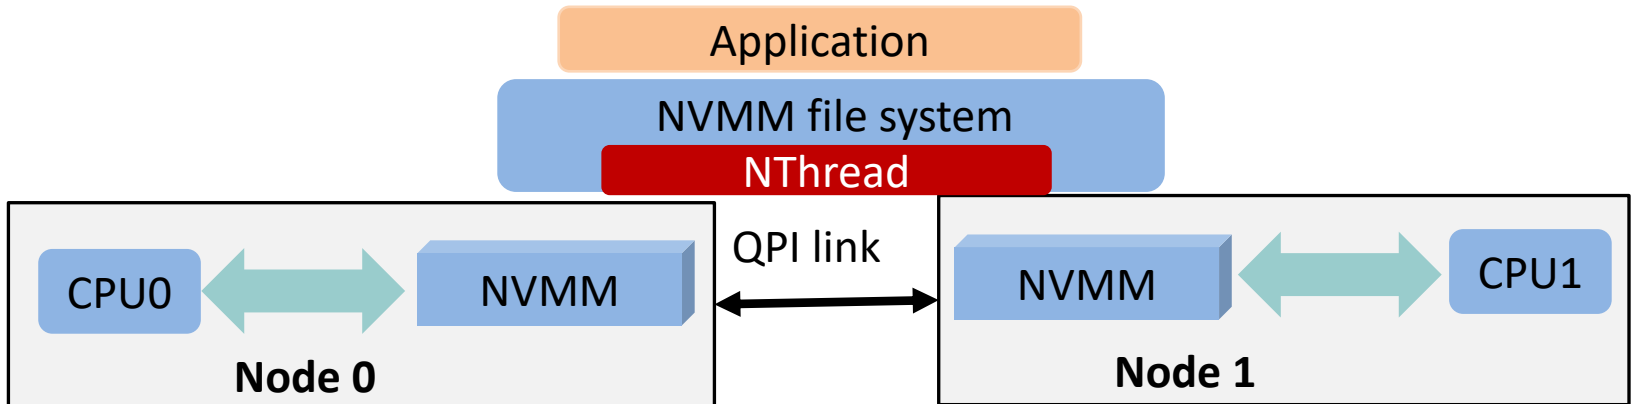 Application
NVMM file system
NThread
QPI link
CPU0
NVMM
NVMM
CPU1
Node 0
Node 1